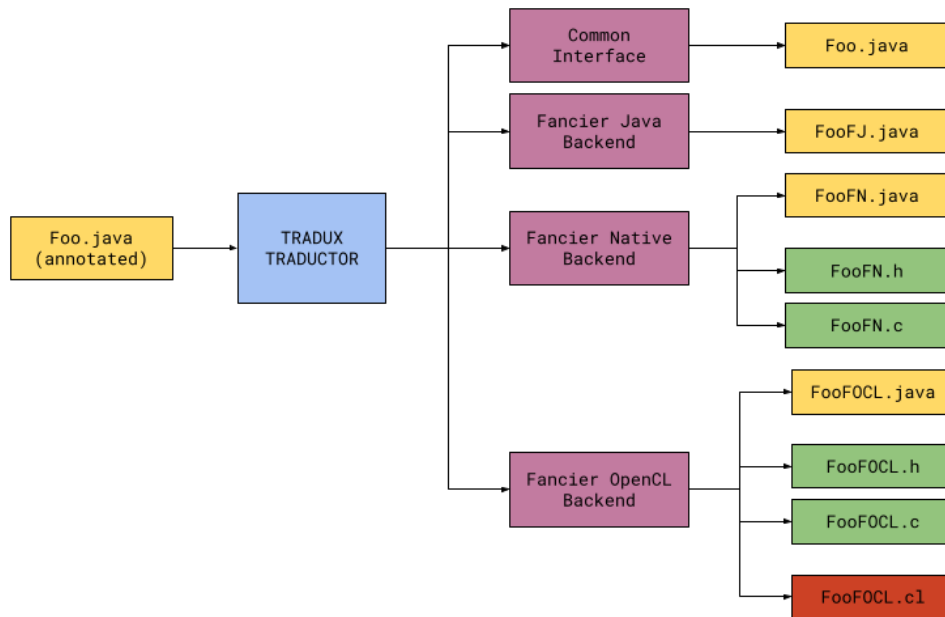 Common
Interface
Foo.java
Fancier Java
Backend
FooFJ.java
FooFN.java
Foo.java
(annotated)
TRADUX
TRADUCTOR
Fancier Native
Backend
FooFN.h
FooFN.c
FooFOCL.java
Fancier OpenCL
Backend
FooFOCL.h
FooFOCL.c
FooFOCL.cl